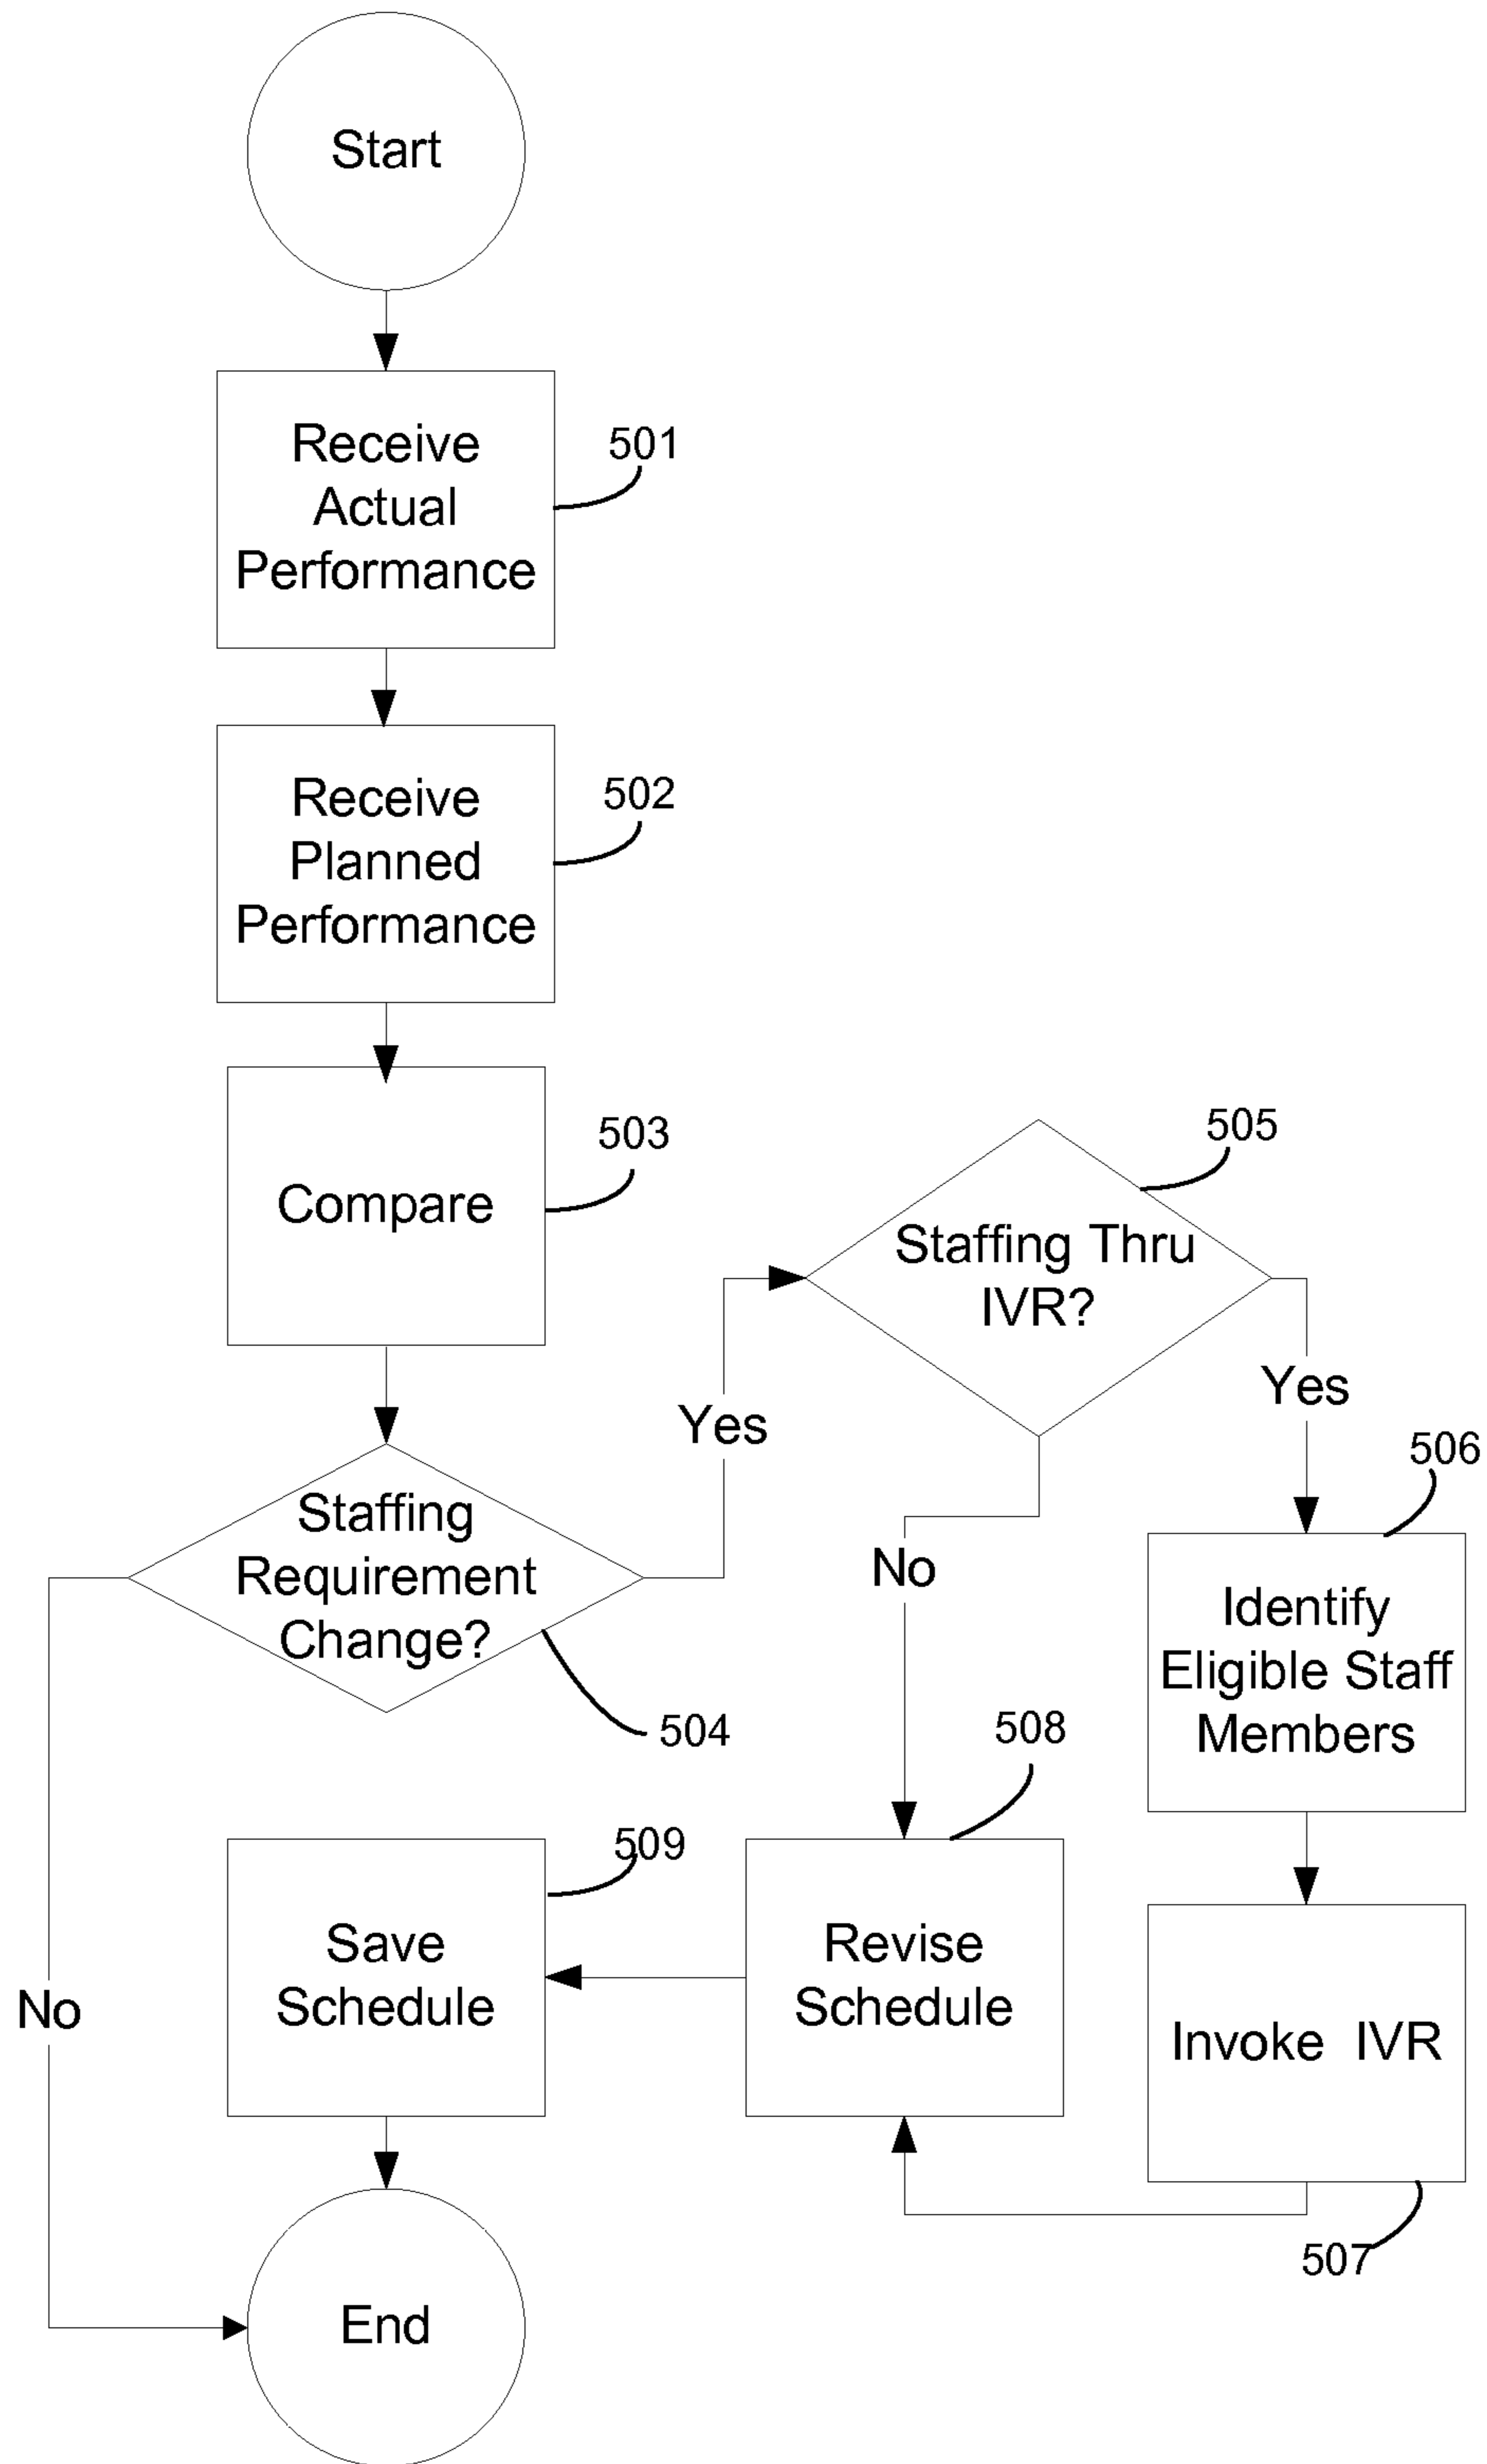 Start
Receive
Actual
Performance
501
Receive
Planned
Performance
502
Compare
503
505
Staffing Thru
IVR?
Yes
Yes
506
Staffing
Requirement
Change?
504
No
Identify
Eligible Staff
Members
508
509
Save
Schedule
Revise
Schedule
No
Invoke IVR
507
End